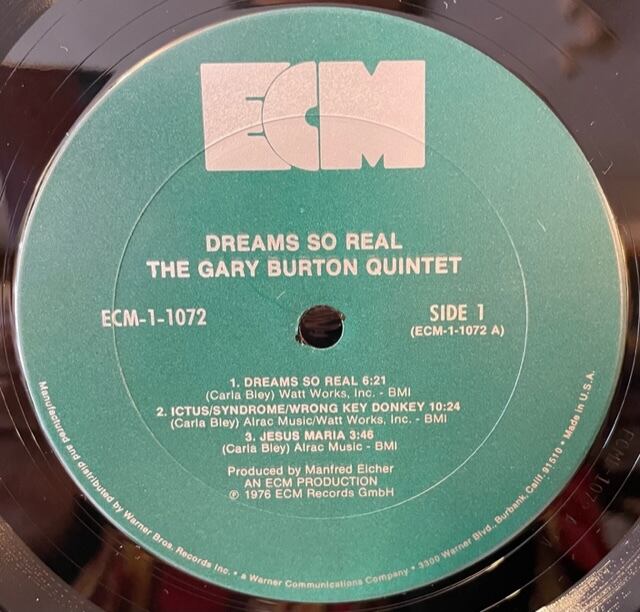 ECM
DREAMS SO REAL
THE GARY BURTON QUINTET
ECM-1-1072
SIDE 1
(ECM-1-1072 A)
1. DREAMS SO REAL 6:21
(Carla Bley) Watt Works, Inc. - BMI
2. ICTUS/SYNDROME/WRONG KEY DONKEY 10:24
(Carla Bley) Alrac Music/Watt Works, Inc. - BMI
3. JESUS MARIA 3:46
(Carla Bley) Alrac Music - BMI
Produced by Manfred Eicher
AN ECM PRODUCTION
℗ 1976 ECM Records GmbH
Manufactured and distributed by Warner Bros. Records Inc. • a Warner Communications Company • 3300 Warner Blvd., Burbank, Calif. 91510 • Made in U.S.A.